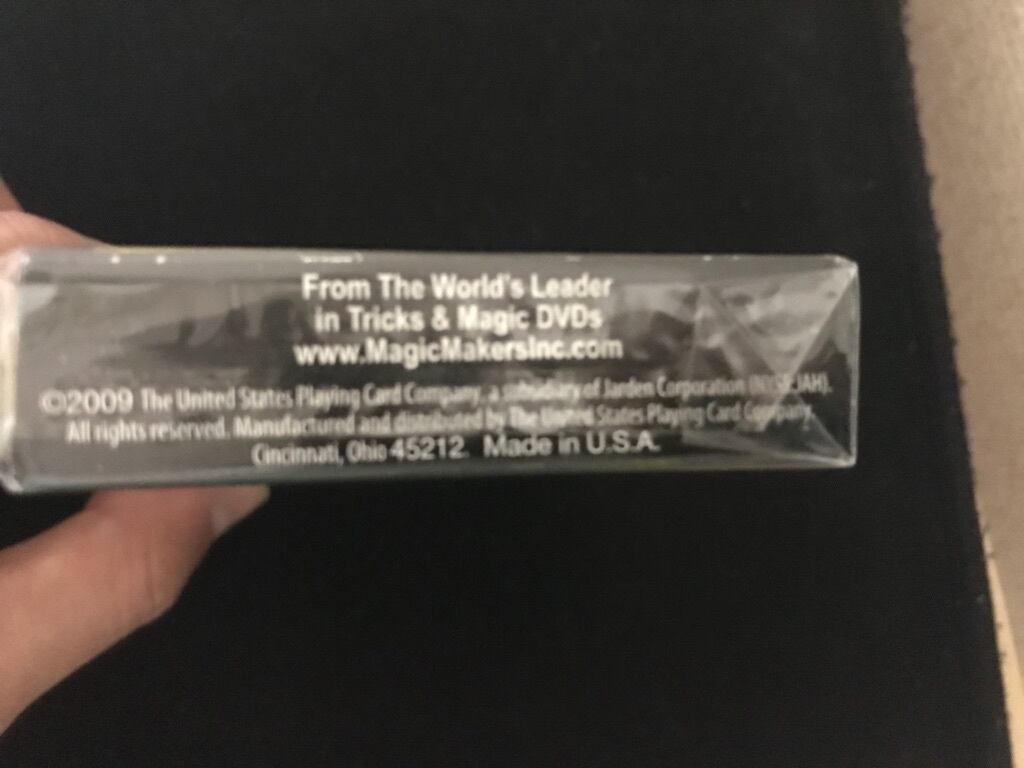 From The World's Leader
in Tricks & Magic DVDs
www.MagicMakersInc.com
©2009 The United States Playing Card Company, a subsidiary of Jarden Corporation (NYSE:JAH).
All rights reserved. Manufactured and distributed by The United States Playing Card Company,
Cincinnati, Ohio 45212. Made in U.S.A.